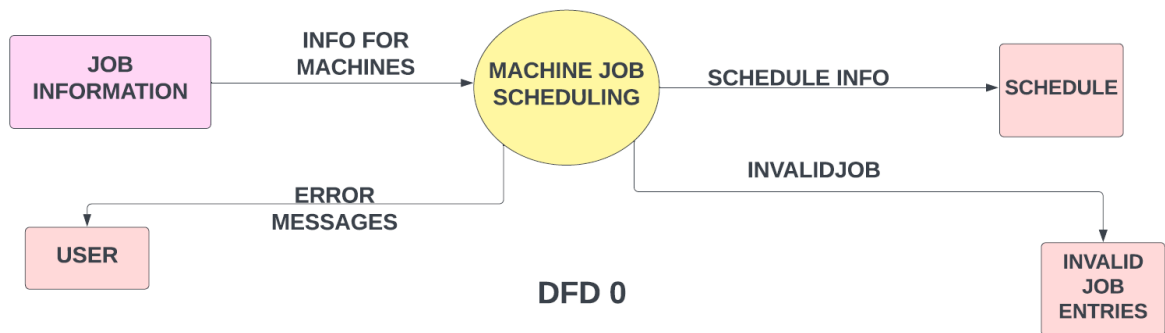 JOB
INFORMATION
INFO FOR
MACHINES
MACHINE JOB
SCHEDULING
SCHEDULE INFO
SCHEDULE
ERROR
MESSAGES
USER
INVALIDJOB
INVALID
JOB
ENTRIES
DFD 0